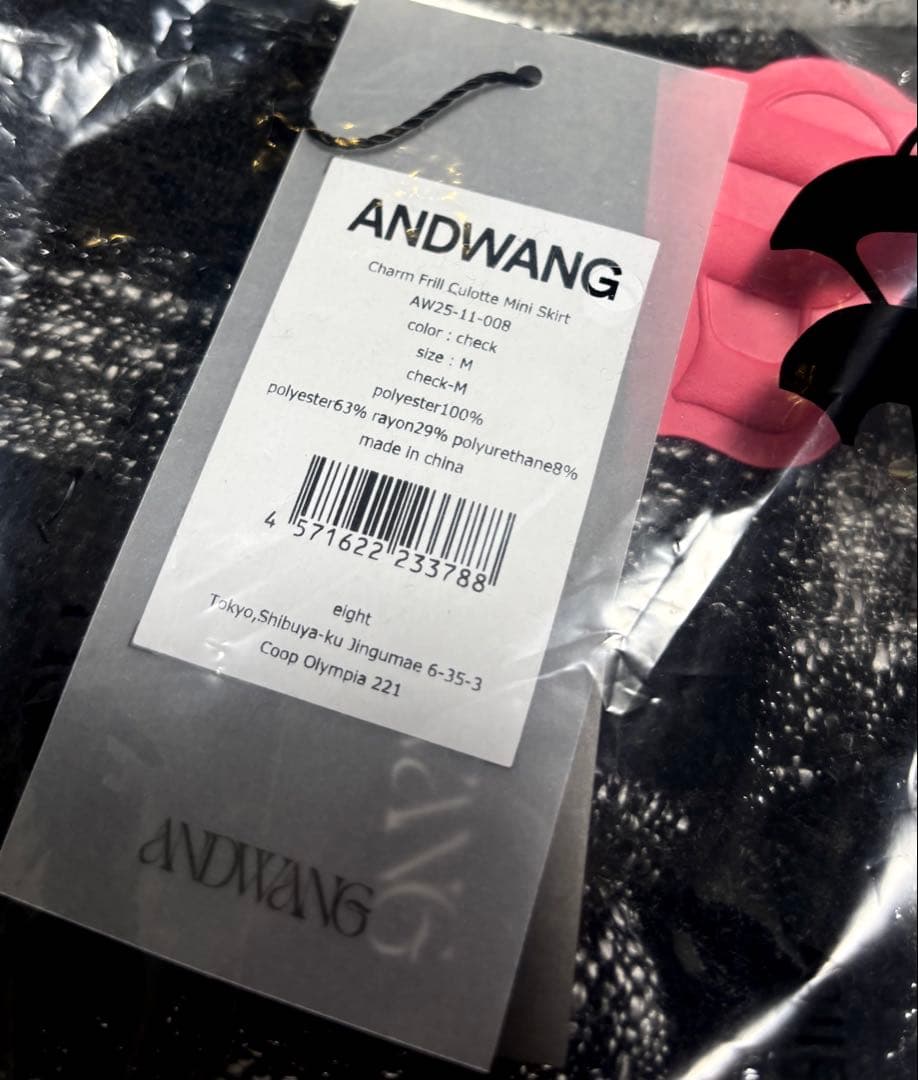 ANDWANG
Charm Frill Culotte Mini Skirt
AW25-11-008
color : check
size : M
check-M
polyester100%
polyester63% rayon29% polyurethane8%
made in china
4 571622 233788
eight
Tokyo,Shibuya-ku Jingumae 6-35-3
Coop Olympia 221
ANDWANG